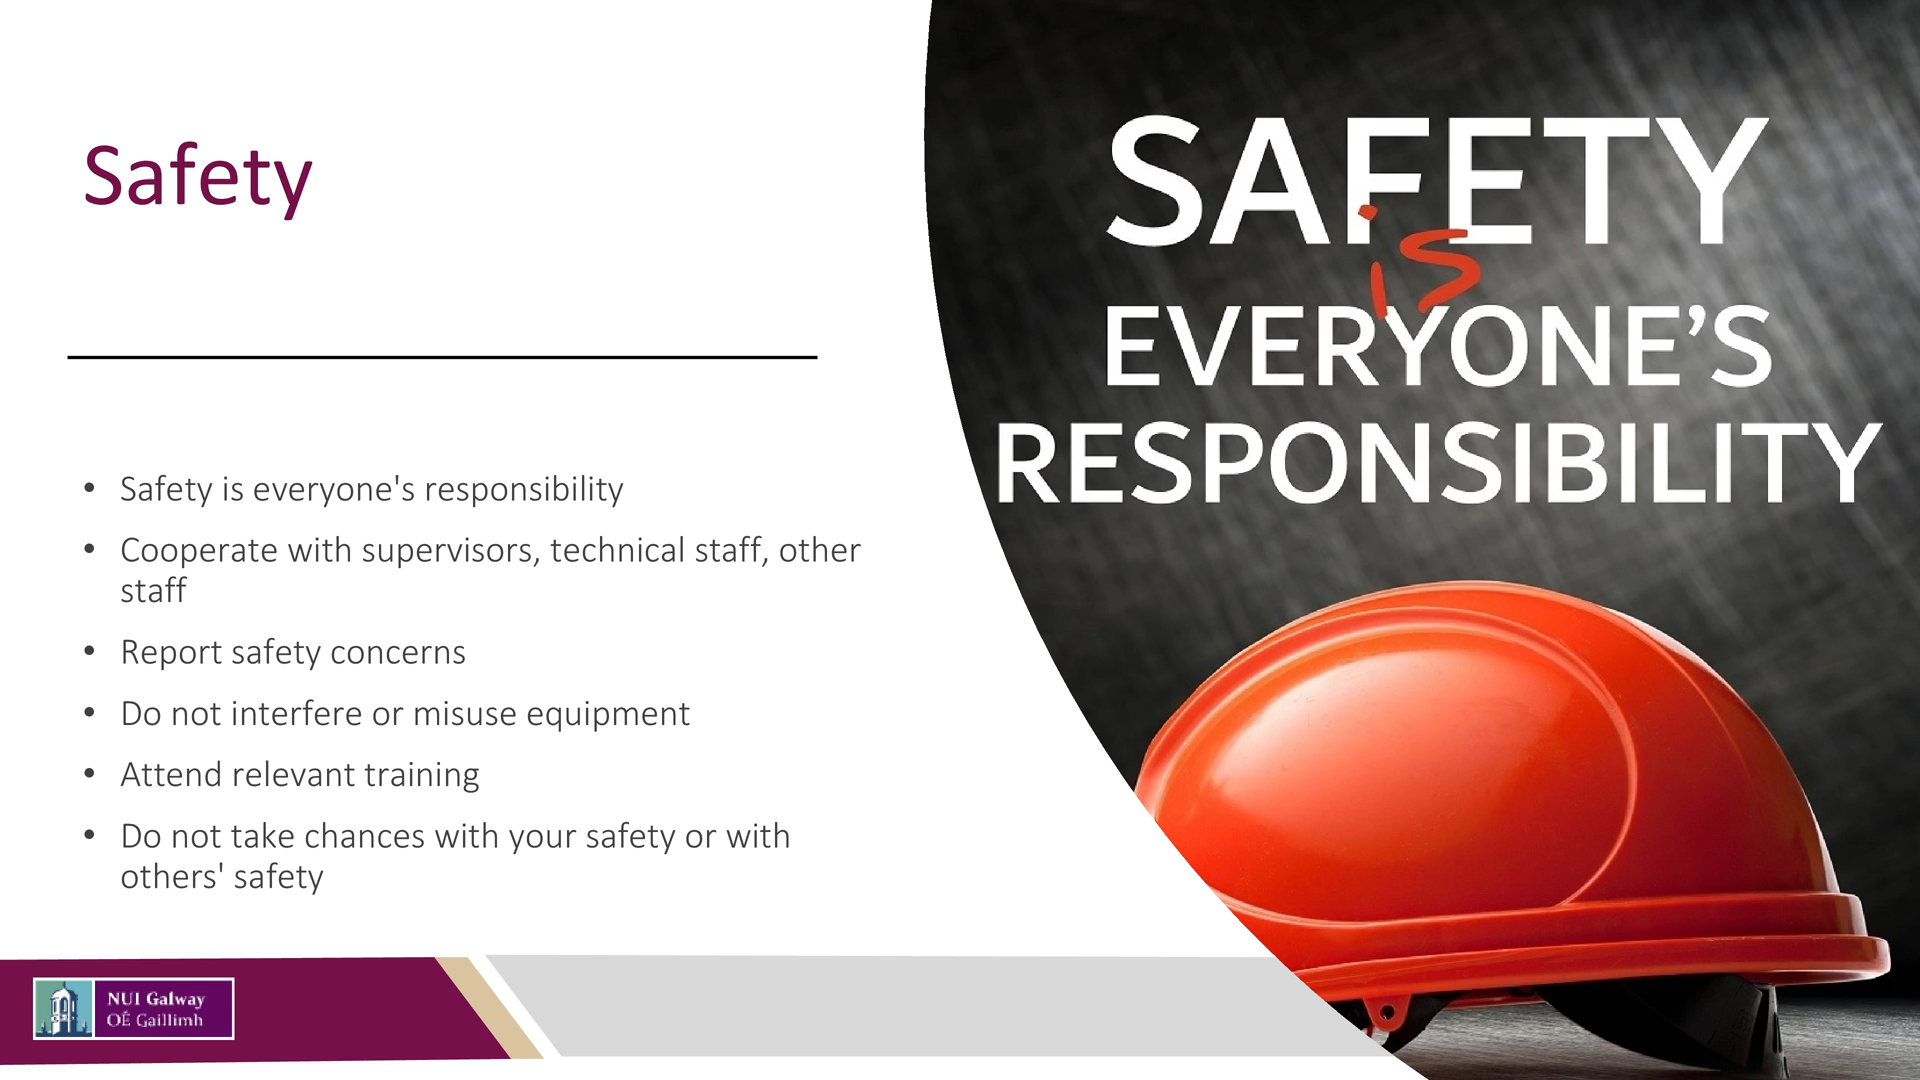 Safety
• Safety is everyone's responsibility
• Cooperate with supervisors, technical staff, other
staff
• Report safety concerns
• Do not interfere or misuse equipment
• Attend relevant training
• Do not take chances with your safety or with
others' safety
SAFETY
is
EVERYONE’S
RESPONSIBILITY
NUI Galway
OÉ Gaillimh